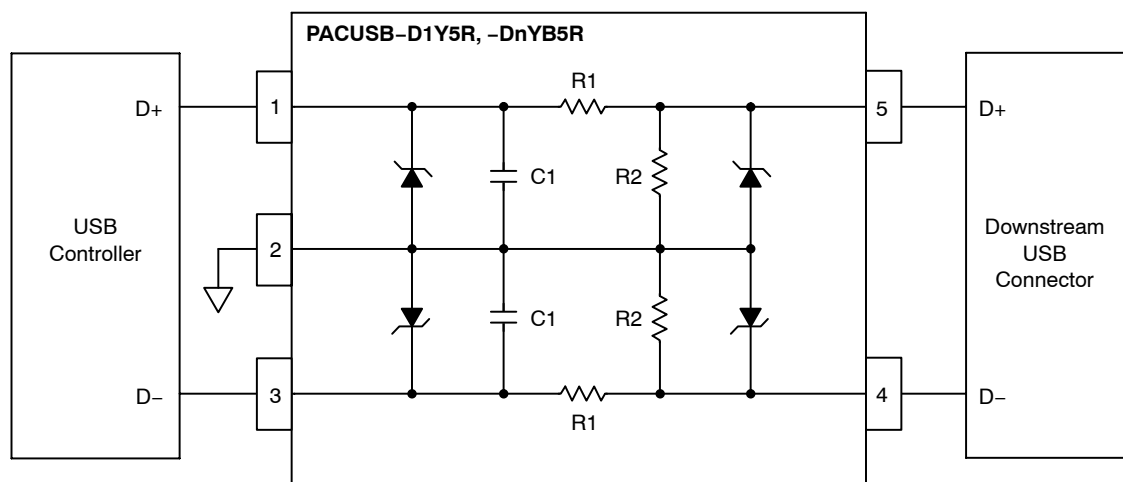 PACUSB–D1Y5R, –DnYB5R
R1
D+
1
5
D+
C1
R2
USB
Controller
2
Downstream
USB
Connector
C1
R2
D–
3
4
D–
R1